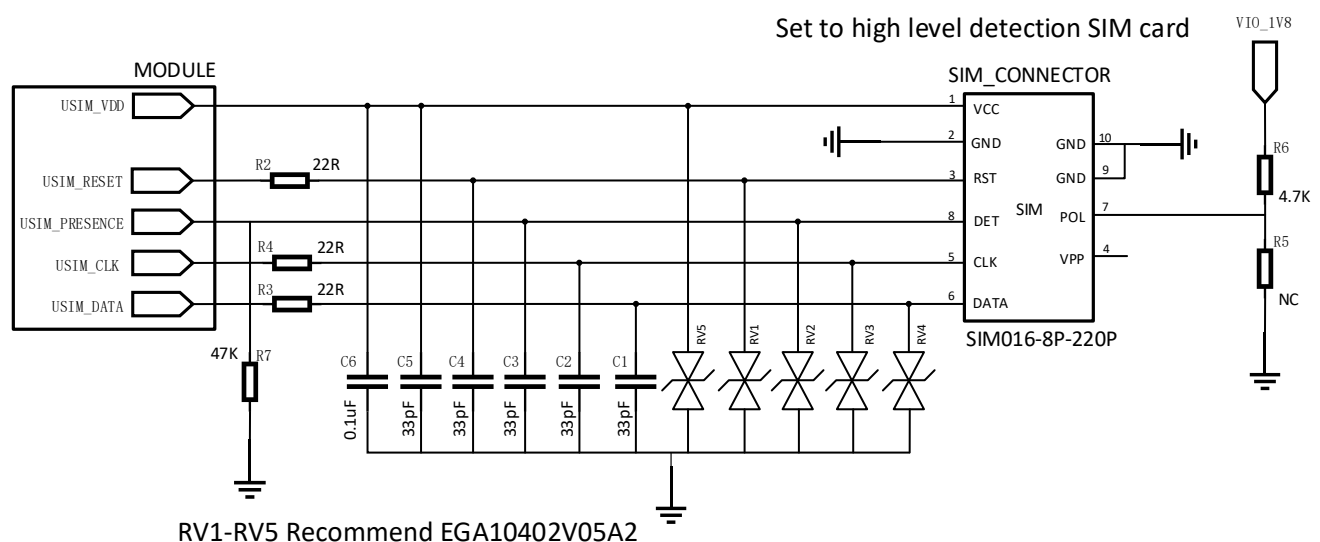 Set to high level detection SIM card
VIO_1V8
MODULE
SIM_CONNECTOR
USIM_VDD
1
VCC
2
GND
GND
10
R6
4.7K
USIM_RESET
R2
22R
3
RST
GND
9
SIM
USIM_PRESENCE
8
DET
POL
7
R5
NC
USIM_CLK
R4
22R
5
CLK
VPP
4
USIM_DATA
R3
22R
6
DATA
SIM016-8P-220P
47K
R7
C6
C5
C4
C3
C2
C1
RV5
RV1
RV2
RV3
RV4
0.1uF
33pF
33pF
33pF
33pF
33pF
RV1-RV5 Recommend EGA10402V05A2